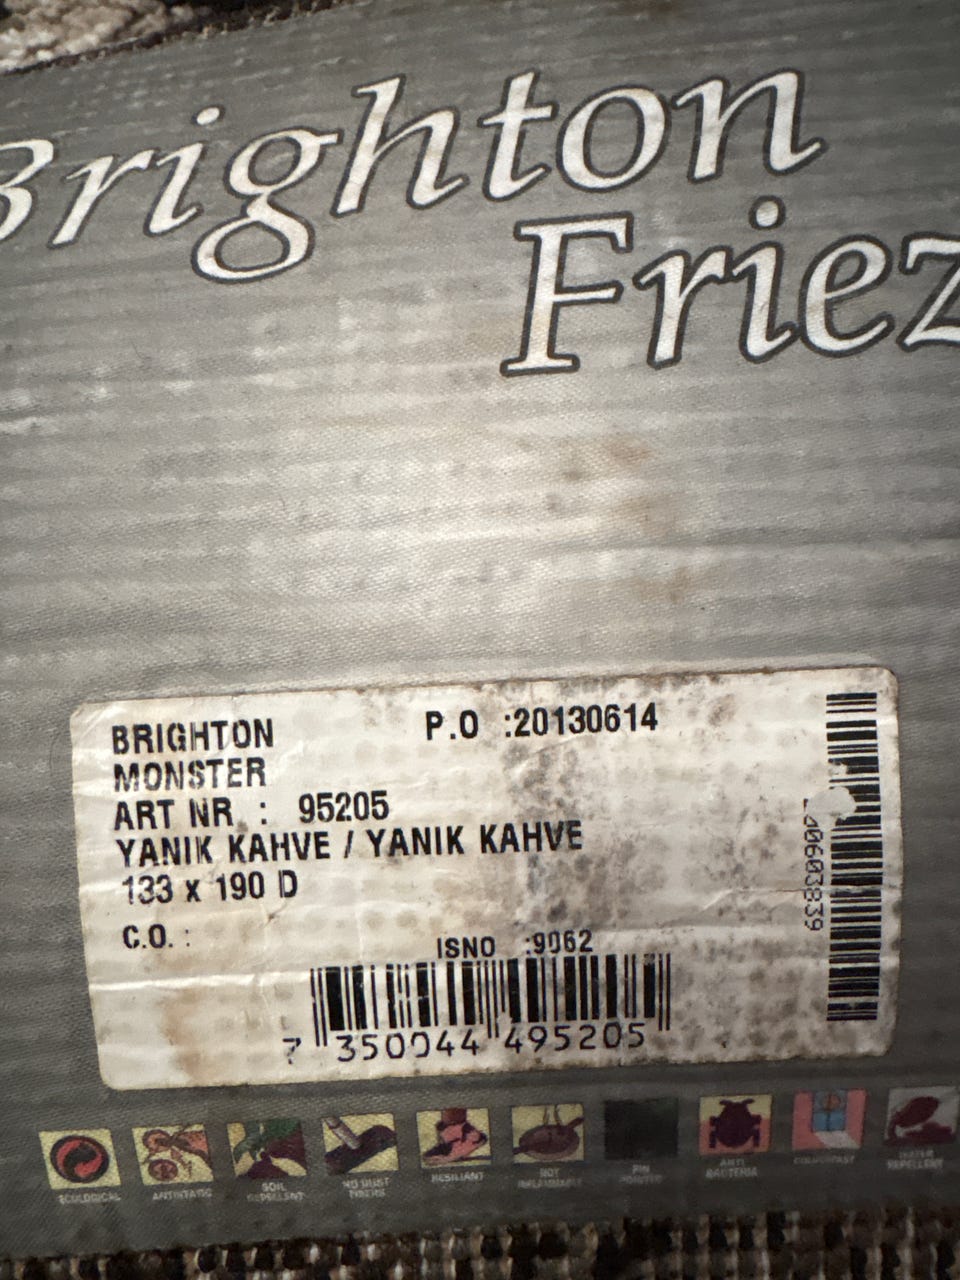 Brighton
Friez
BRIGHTON
P.O :20130614
MONSTER
ART NR : 95205
YANIK KAHVE / YANIK KAHVE
133 x 190 D
C.O. :
ISNO :9062
7 350044 495205
ECOLOGICAL
ANTISTATIC
SOIL REPELLENT
NO DUST FIBERS
RESILIANT
NOT INFLAMMABLE
ANTI BACTERIA
COLOURFAST
WATER REPELLENT